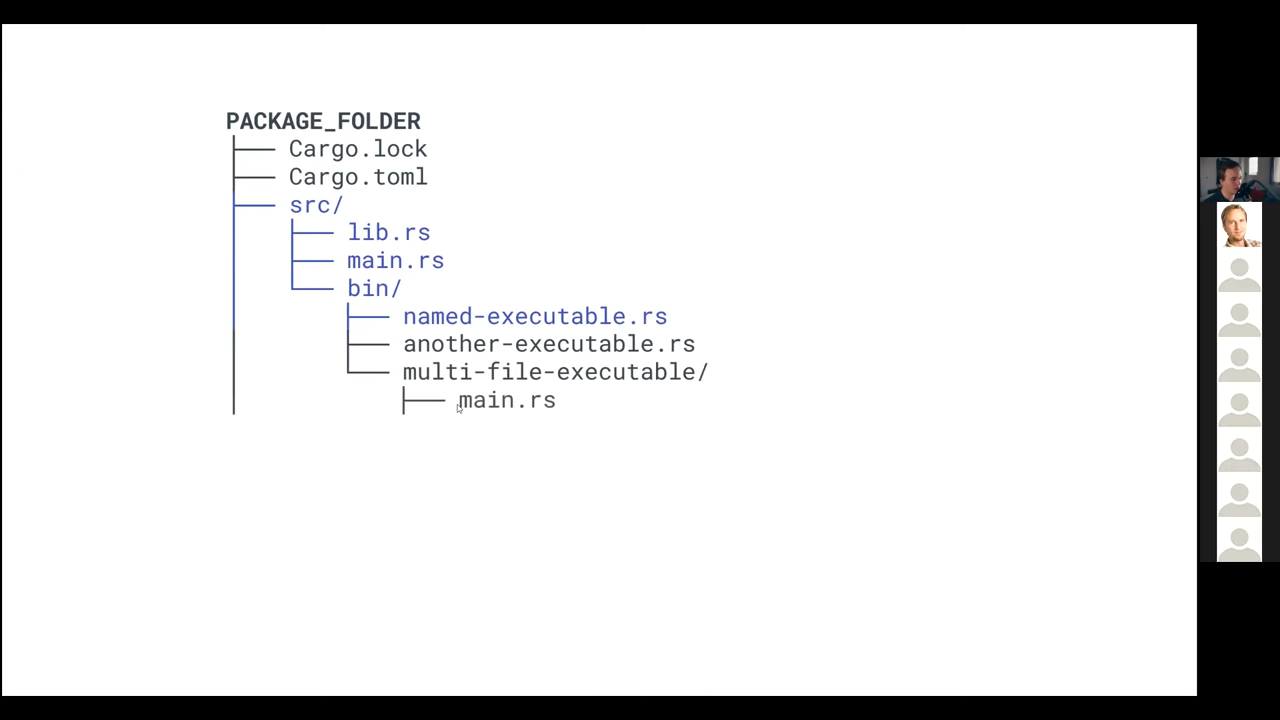 PACKAGE_FOLDER
Cargo.lock
Cargo.toml
src/
lib.rs
main.rs
bin/
named-executable.rs
another-executable.rs
multi-file-executable/
main.rs